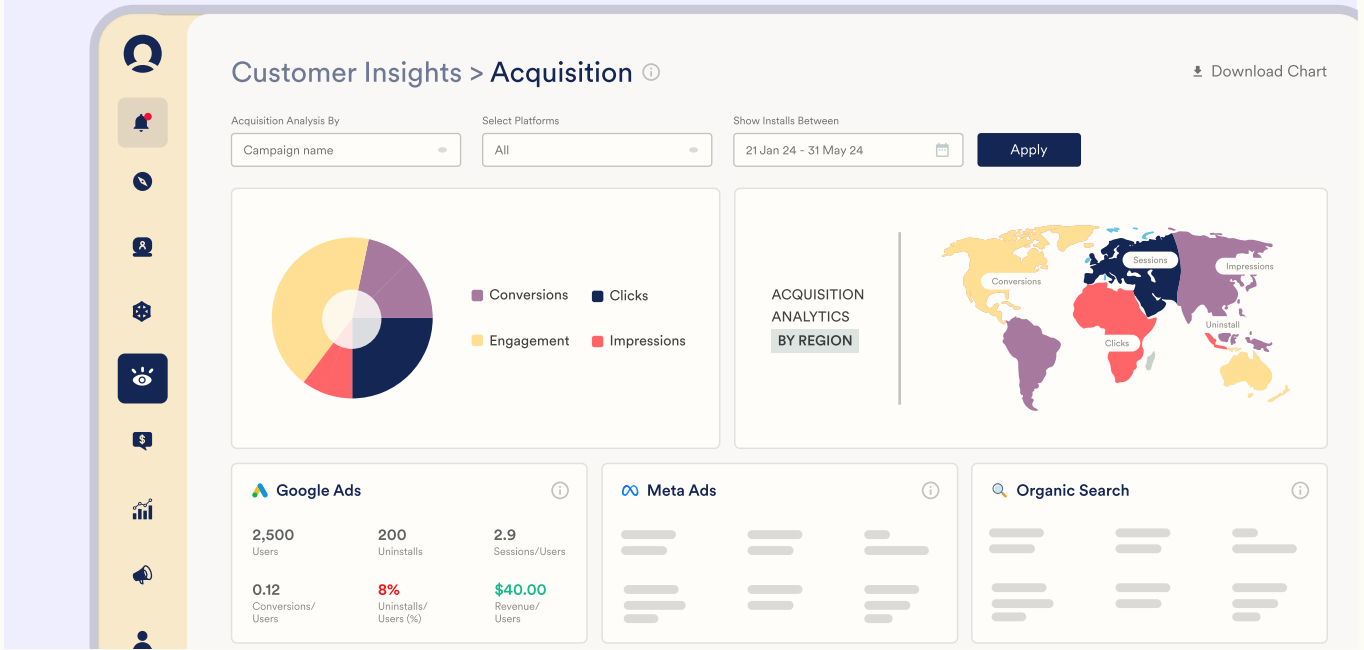 Customer Insights > Acquisition
Download Chart
Acquisition Analysis By
Select Platforms
Show Installs Between
Campaign name
All
21 Jan 24 - 31 May 24
Apply
Conversions
Clicks
Engagement
Impressions
ACQUISITION
ANALYTICS
BY REGION
Sessions
Impressions
Conversions
Uninstall
Clicks
Google Ads
2,500
Users
200
Uninstalls
2.9
Sessions/Users
0.12
Conversions/
Users
8%
Uninstalls/
Users (%)
$40.00
Revenue/
Users
Meta Ads
Organic Search